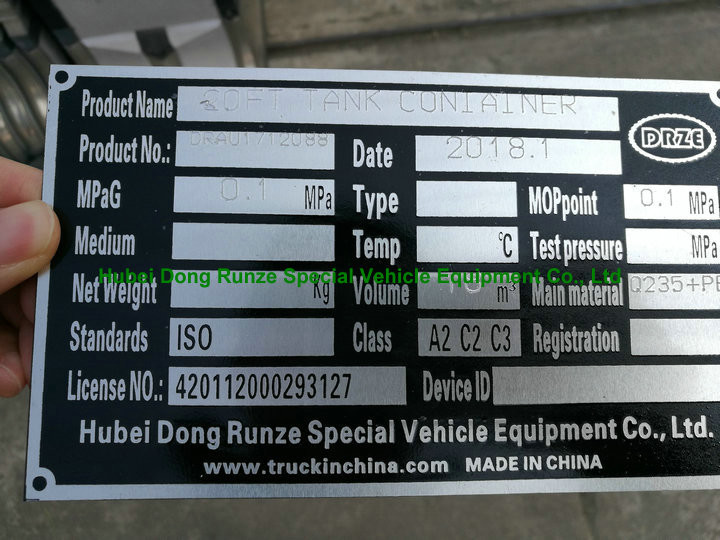 Product Name COFT TANK CONIAINER
Product No.: DRAU1712088 Date 2018.1 DRZE
MPaG 0.1 MPa Type MOPpoint 0.1 MPa
Medium Temp °C Test pressure MPa
Hubei Dong Runze Special Vehicle Equipment Co., Ltd
Net Weight Kg Volume m³ Main material Q235+PE
Standards ISO Class A2 C2 C3 Registration
License NO.: 420112000293127 Device ID
Hubei Dong Runze Special Vehicle Equipment Co., Ltd.
www.truckinchina.com MADE IN CHINA